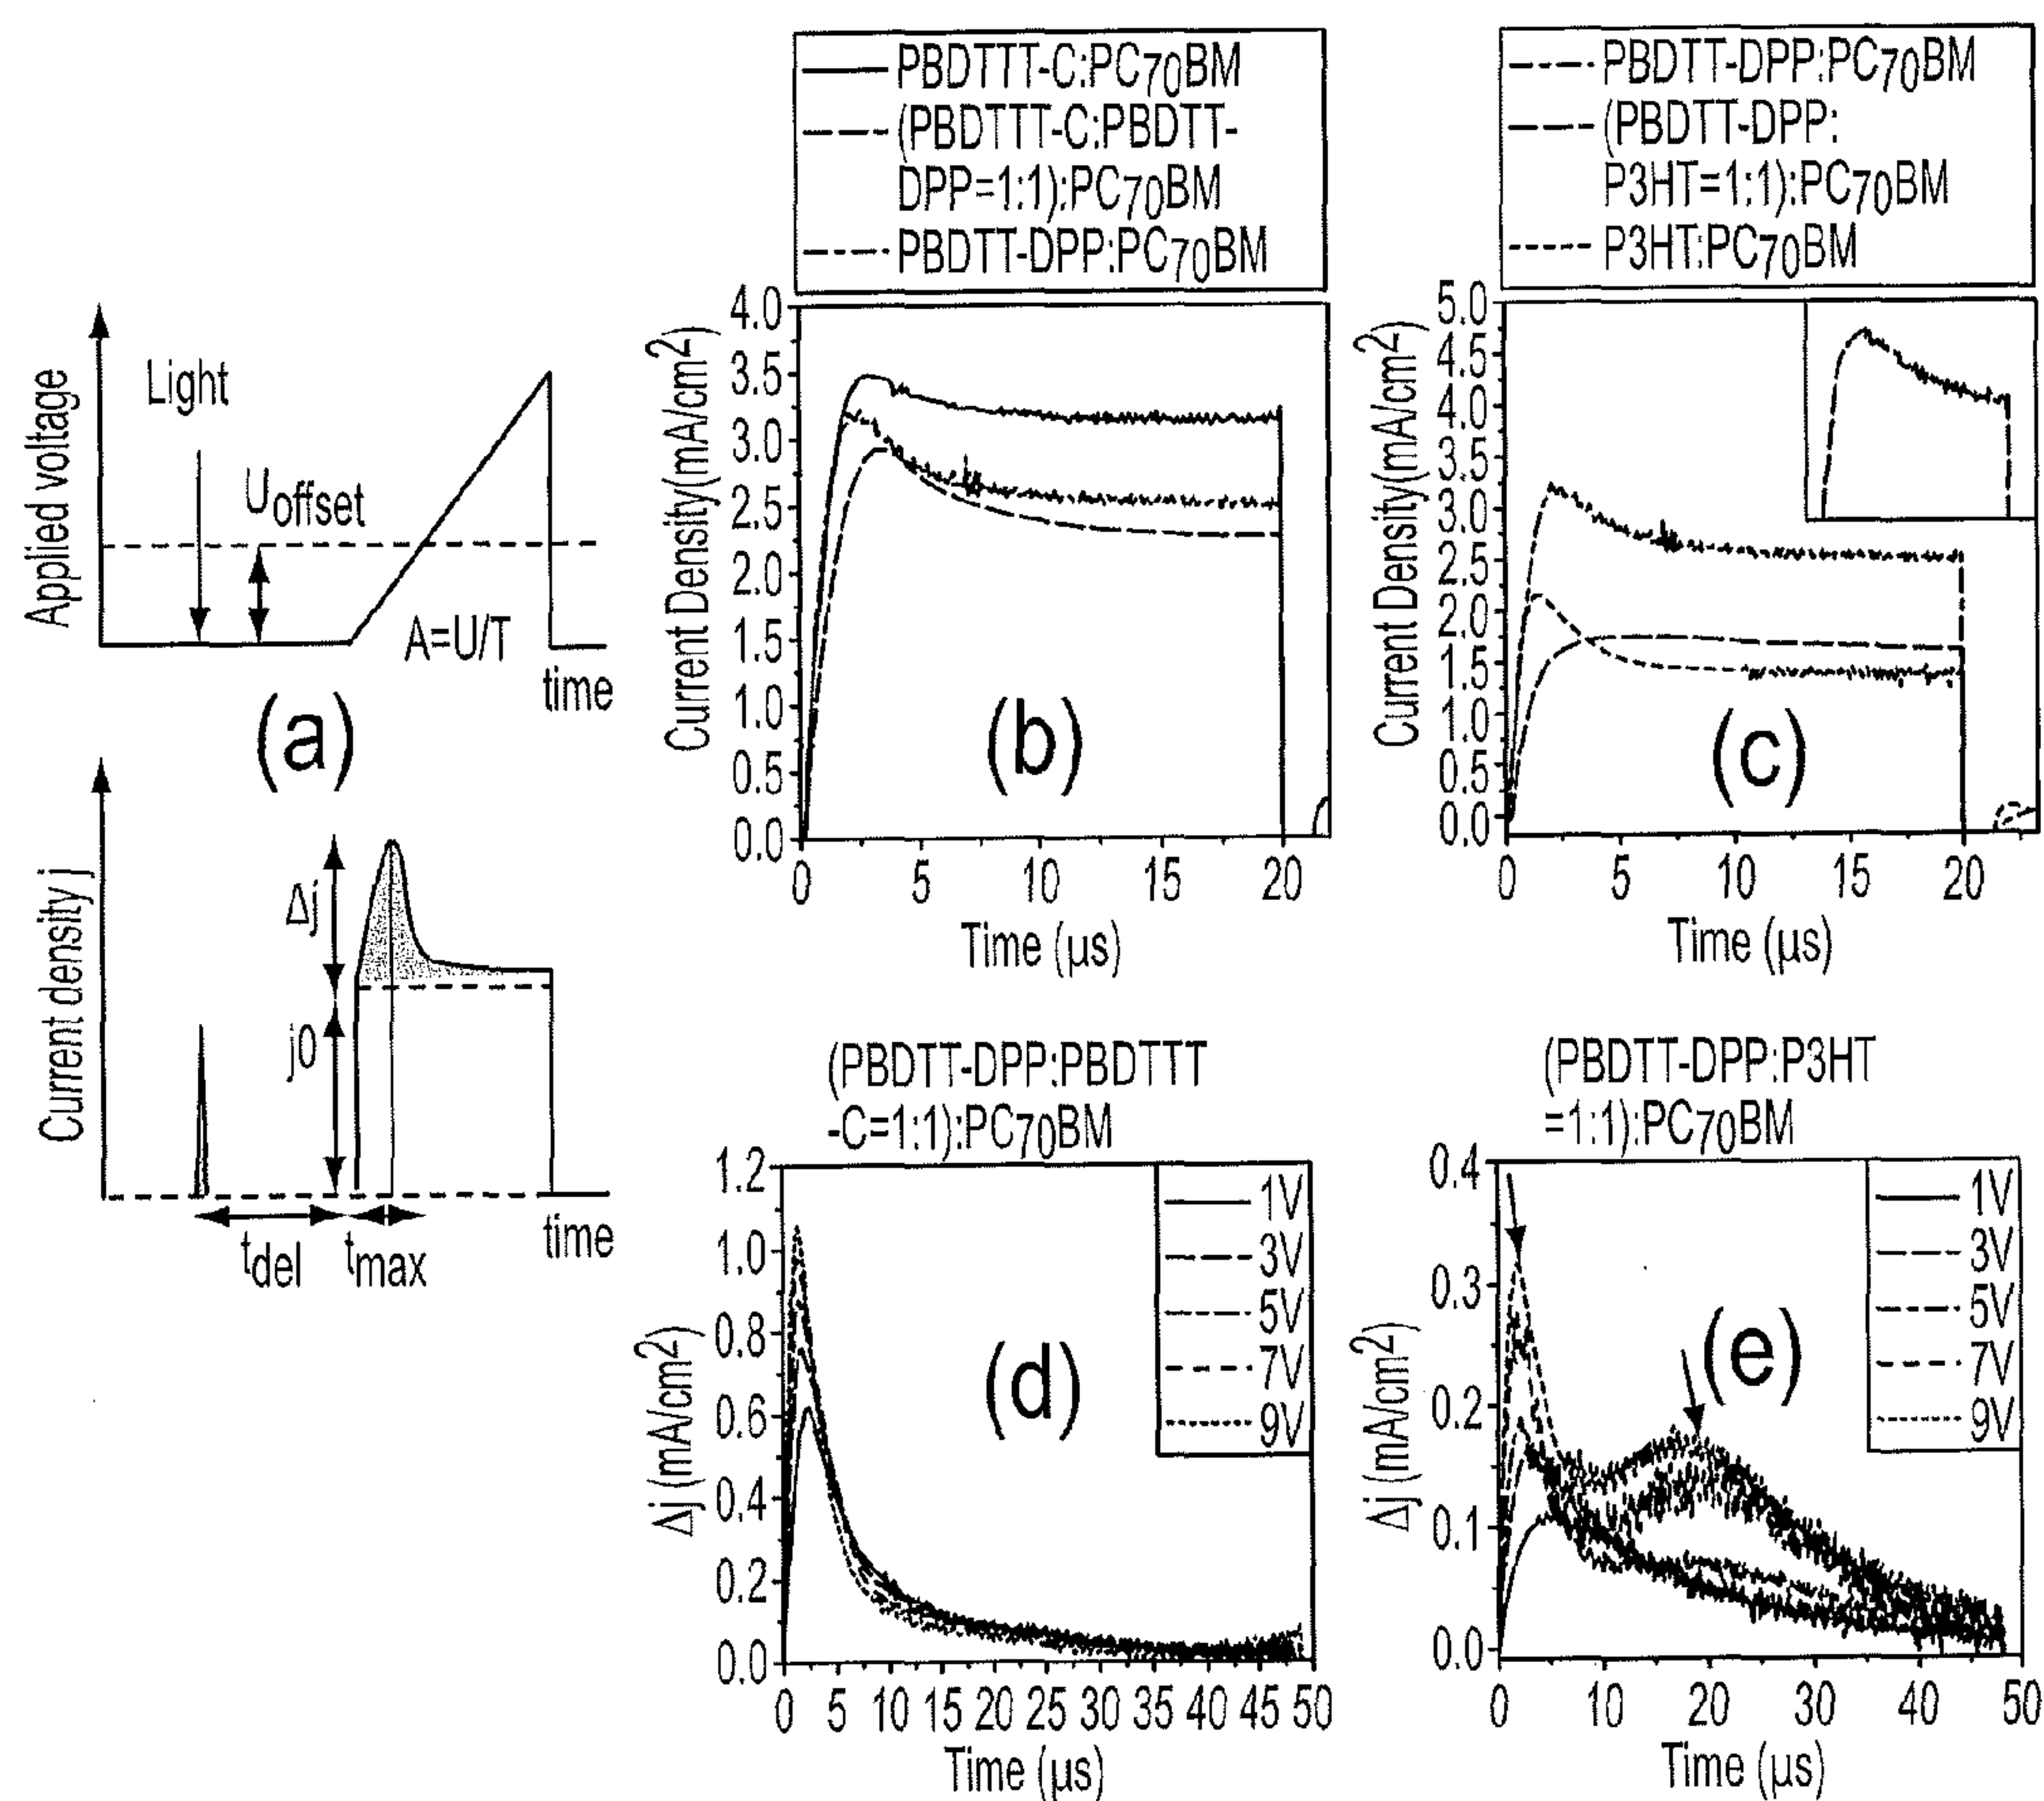 Applied voltage
Light
U_offset
A=U/T
time
(a)
Current density j
Δj
j0
t_del
t_max
time
PBDTTT-C:PC70BM
(PBDTTT-C:PBDTT-
DPP=1:1):PC70BM
PBDTT-DPP:PC70BM
Current Density(mA/cm²)
4.0
3.5
3.0
2.5
2.0
1.5
1.0
0.5
0.0
(b)
0 5 10 15 20
Time (µs)
PBDTT-DPP:PC70BM
(PBDTT-DPP:
P3HT=1:1):PC70BM
P3HT:PC70BM
Current Density(mA/cm²)
5.0
4.5
4.0
3.5
3.0
2.5
2.0
1.5
1.0
0.5
0.0
(c)
0 5 10 15 20
Time (µs)
(PBDTT-DPP:PBDTTT
-C=1:1):PC70BM
Δj (mA/cm²)
1.2
1.0
0.8
0.6
0.4
0.2
0.0
1V
3V
5V
7V
9V
(d)
0 5 10 15 20 25 30 35 40 45 50
Time (µs)
(PBDTT-DPP:P3HT
=1:1):PC70BM
Δj (mA/cm²)
0.4
0.3
0.2
0.1
0.0
1V
3V
5V
7V
9V
(e)
0 10 20 30 40 50
Time (µs)